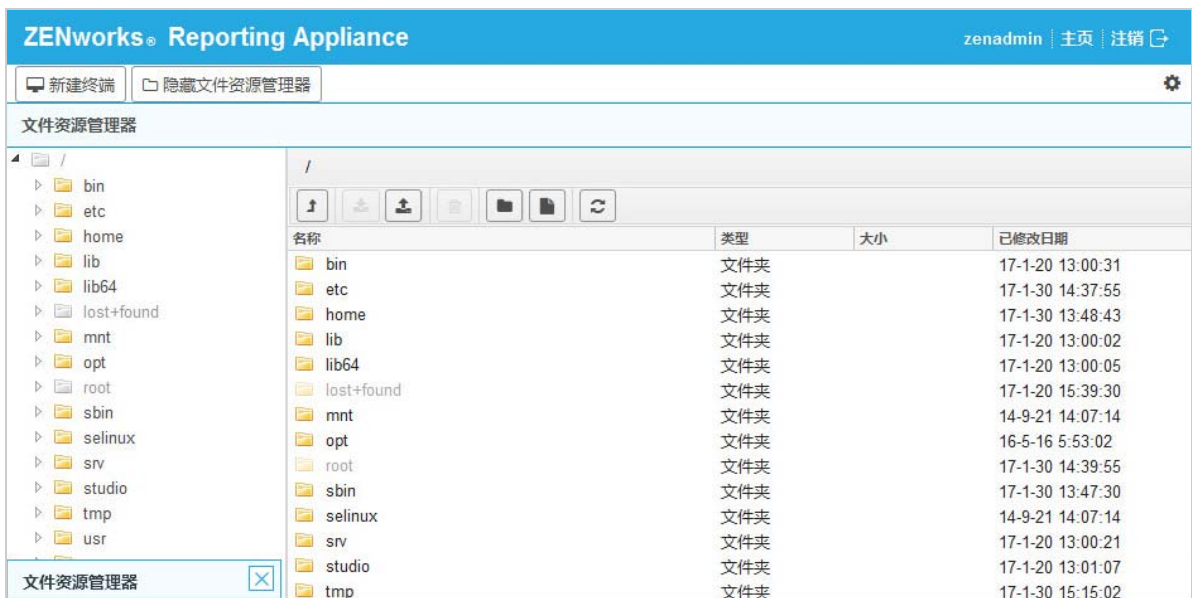 ZENworks® Reporting Appliance
zenadmin 主页 注销
新建终端 隐藏文件资源管理器
文件资源管理器
/
bin
etc
home
lib
lib64
lost+found
mnt
opt
root
sbin
selinux
srv
studio
tmp
usr
文件资源管理器
/
名称 类型 大小 已修改日期
bin 文件夹 17-1-20 13:00:31
etc 文件夹 17-1-30 14:37:55
home 文件夹 17-1-30 13:48:43
lib 文件夹 17-1-20 13:00:02
lib64 文件夹 17-1-20 13:00:05
lost+found 文件夹 17-1-20 15:39:30
mnt 文件夹 14-9-21 14:07:14
opt 文件夹 16-5-16 5:53:02
root 文件夹 17-1-30 14:39:55
sbin 文件夹 17-1-30 13:47:30
selinux 文件夹 14-9-21 14:07:14
srv 文件夹 17-1-20 13:00:21
studio 文件夹 17-1-20 13:01:07
tmp 文件夹 17-1-30 15:15:02